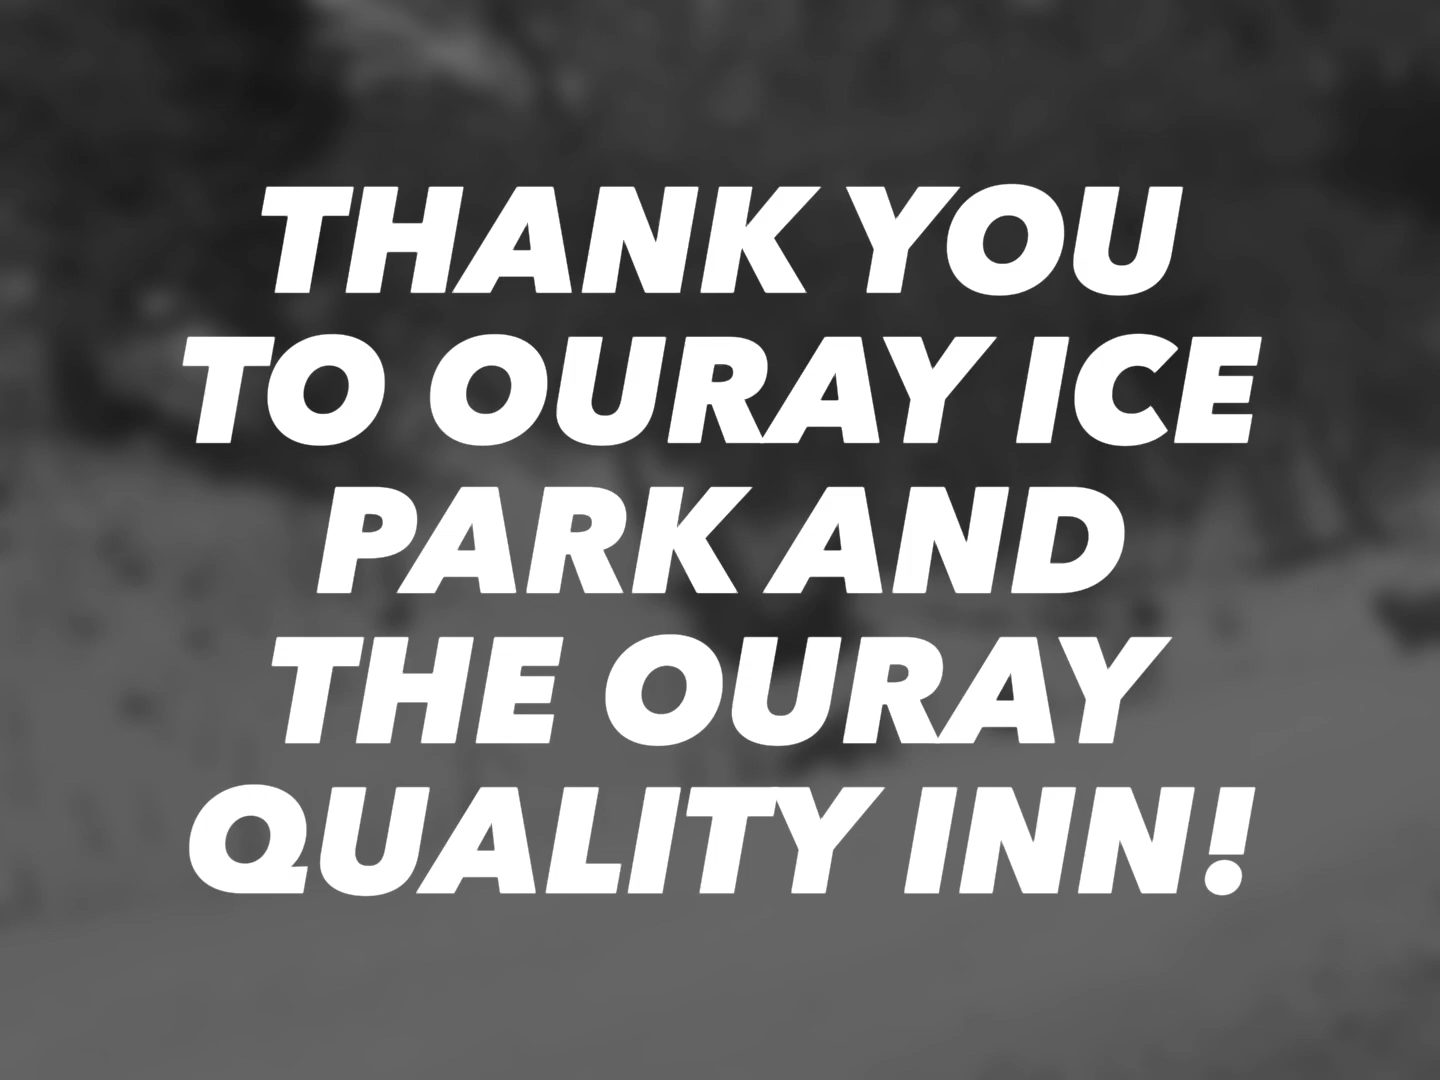 THANK YOU
TO OURAY ICE
PARK AND
THE OURAY
QUALITY INN!